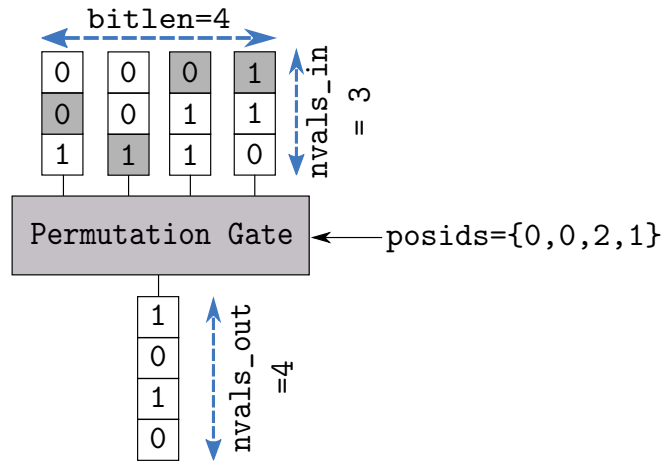 bitlen=4
0 0 0 1
0 0 1 1
1 1 1 0
nvals_in
= 3
Permutation Gate
posids={0,0,2,1}
1
0
1
0
nvals_out
=4